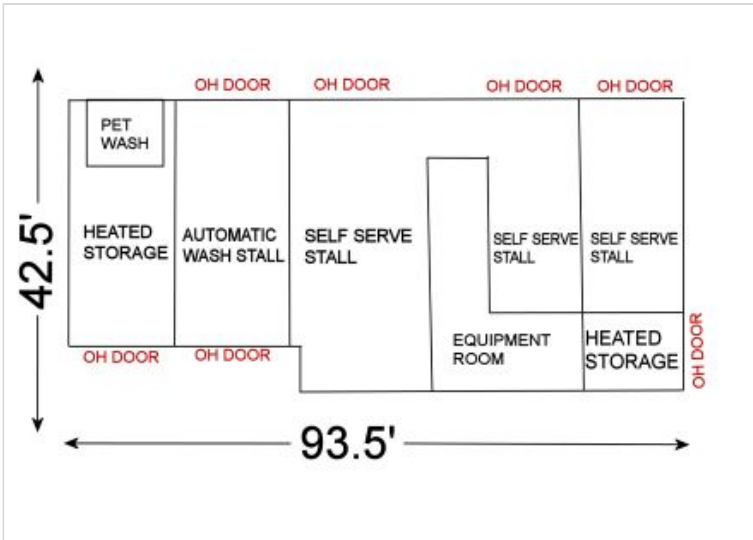 OH DOOR
OH DOOR
OH DOOR
OH DOOR
PET
WASH
HEATED
STORAGE
AUTOMATIC
WASH STALL
SELF SERVE
STALL
SELF SERVE
STALL
SELF SERVE
STALL
42.5'
EQUIPMENT
ROOM
HEATED
STORAGE
OH DOOR
OH DOOR
OH DOOR
93.5'